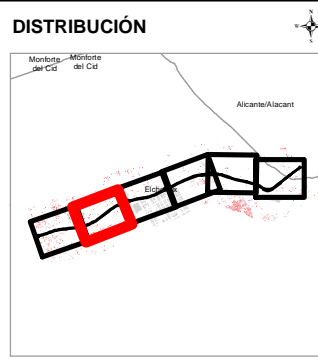 DISTRIBUCIÓN
N
S
Monforte
del Cid
Monforte
del Cid
Alicante/Alacant